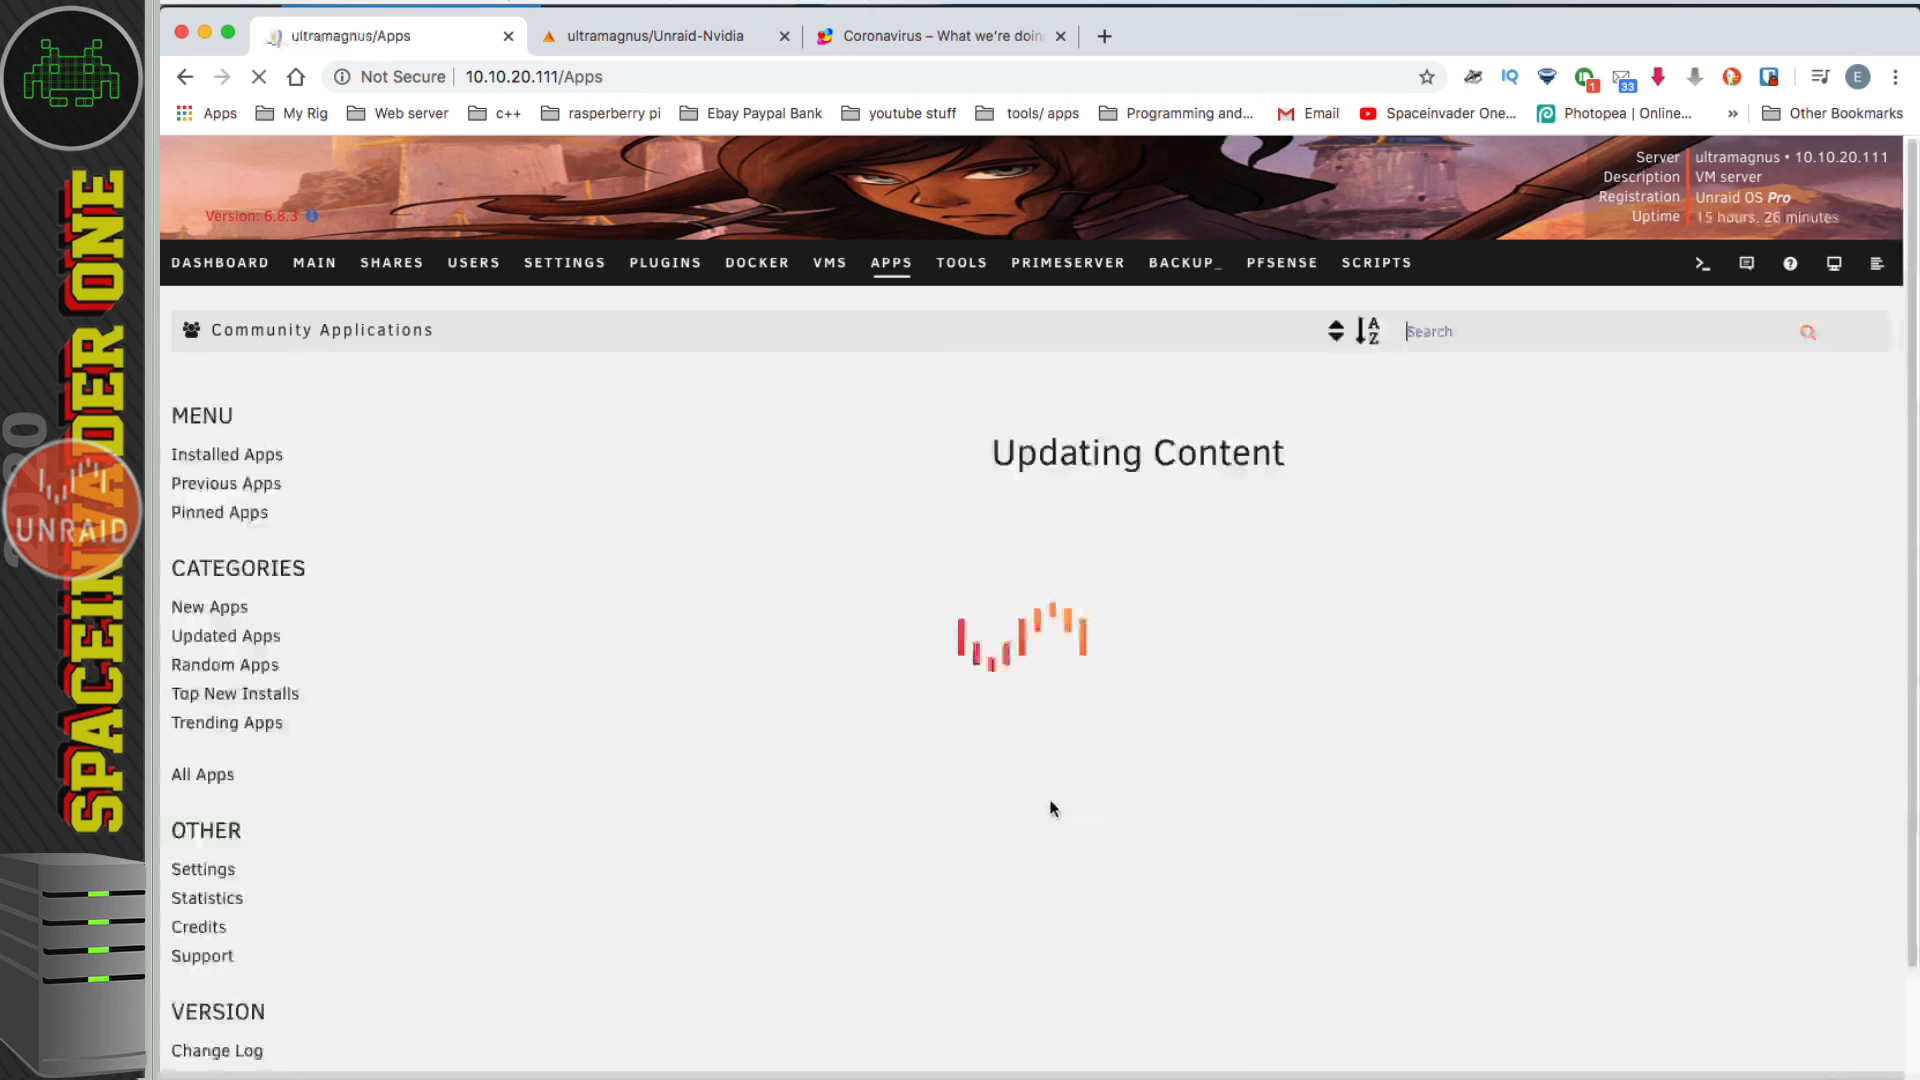 ultramagnus/Apps
ultramagnus/Unraid-Nvidia
Coronavirus – What we're doin
Not Secure
10.10.20.111/Apps
IQ
1
33
E
Apps
My Rig
Web server
c++
rasperberry pi
Ebay Paypal Bank
youtube stuff
tools/ apps
Programming and...
Email
Spaceinvader One...
Photopea | Online...
»
Other Bookmarks
Server ultramagnus • 10.10.20.111
Description VM server
Registration Unraid OS Pro
Uptime 15 hours, 26 minutes
Version: 6.8.3
DASHBOARD MAIN SHARES USERS SETTINGS PLUGINS DOCKER VMS APPS TOOLS PRIMESERVER BACKUP_ PFSENSE SCRIPTS
Community Applications
A
Z
Search
MENU
Installed Apps
Previous Apps
Pinned Apps
CATEGORIES
New Apps
Updated Apps
Random Apps
Top New Installs
Trending Apps
All Apps
OTHER
Settings
Statistics
Credits
Support
VERSION
Change Log
Updating Content
SPACEINVADER ONE
2020
UNRAID